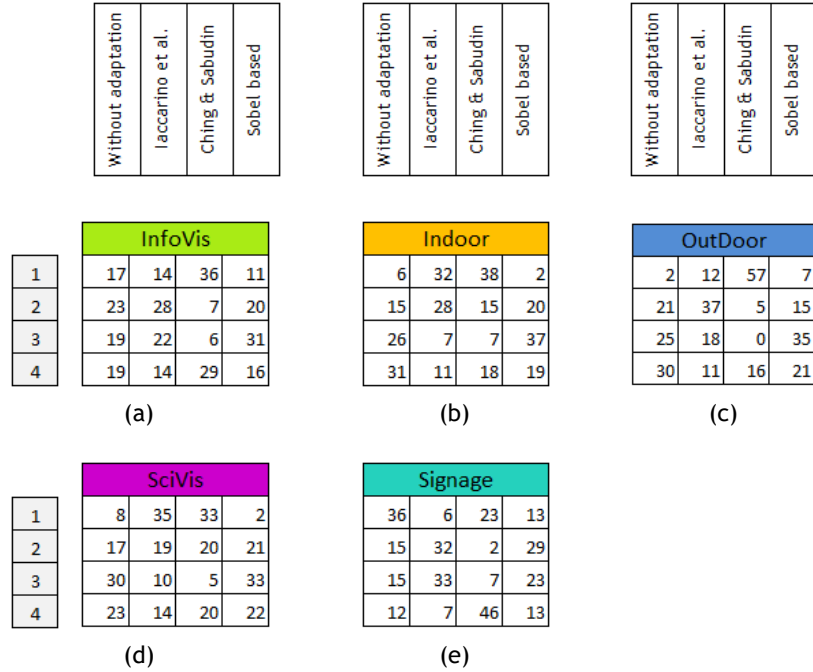 Without adaptation Iaccarino et al. Ching & Sabudin Sobel based
Without adaptation Iaccarino et al. Ching & Sabudin Sobel based
Without adaptation Iaccarino et al. Ching & Sabudin Sobel based
InfoVis Indoor OutDoor
1 17 14 36 11 6 32 38 2 2 12 57 7
2 23 28 7 20 15 28 15 20 21 37 5 15
3 19 22 6 31 26 7 7 37 25 18 0 35
4 19 14 29 16 31 11 18 19 30 11 16 21
(a) (b) (c)
SciVis Signage
1 8 35 33 2 36 6 23 13
2 17 19 20 21 15 32 2 29
3 30 10 5 33 15 33 7 23
4 23 14 20 22 12 7 46 13
(d) (e)